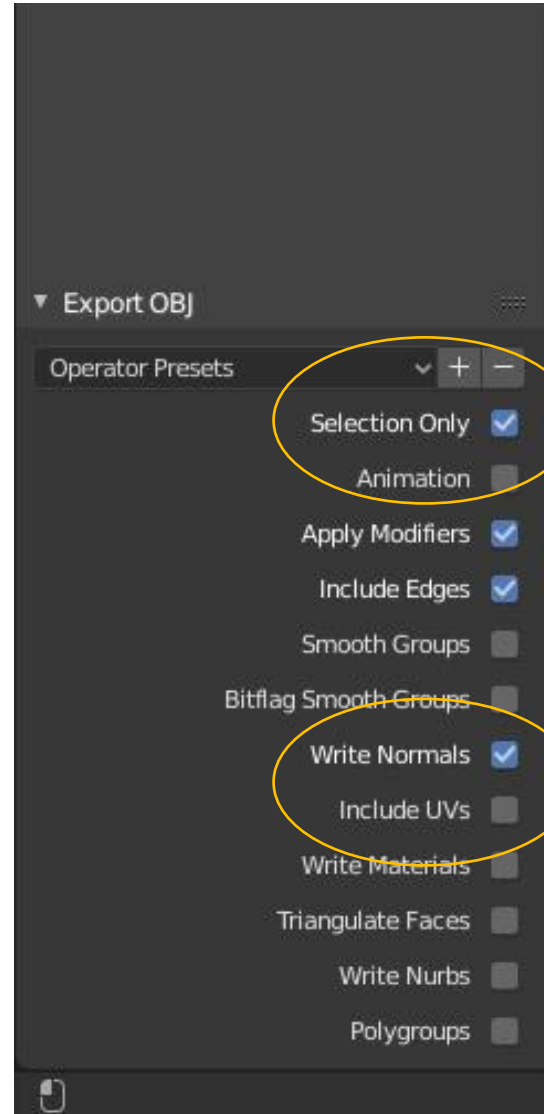 Export OBJ
Operator Presets
Selection Only
Animation
Apply Modifiers
Include Edges
Smooth Groups
Bitflag Smooth Groups
Write Normals
Include UVs
Write Materials
Triangulate Faces
Write Nurbs
Polygroups